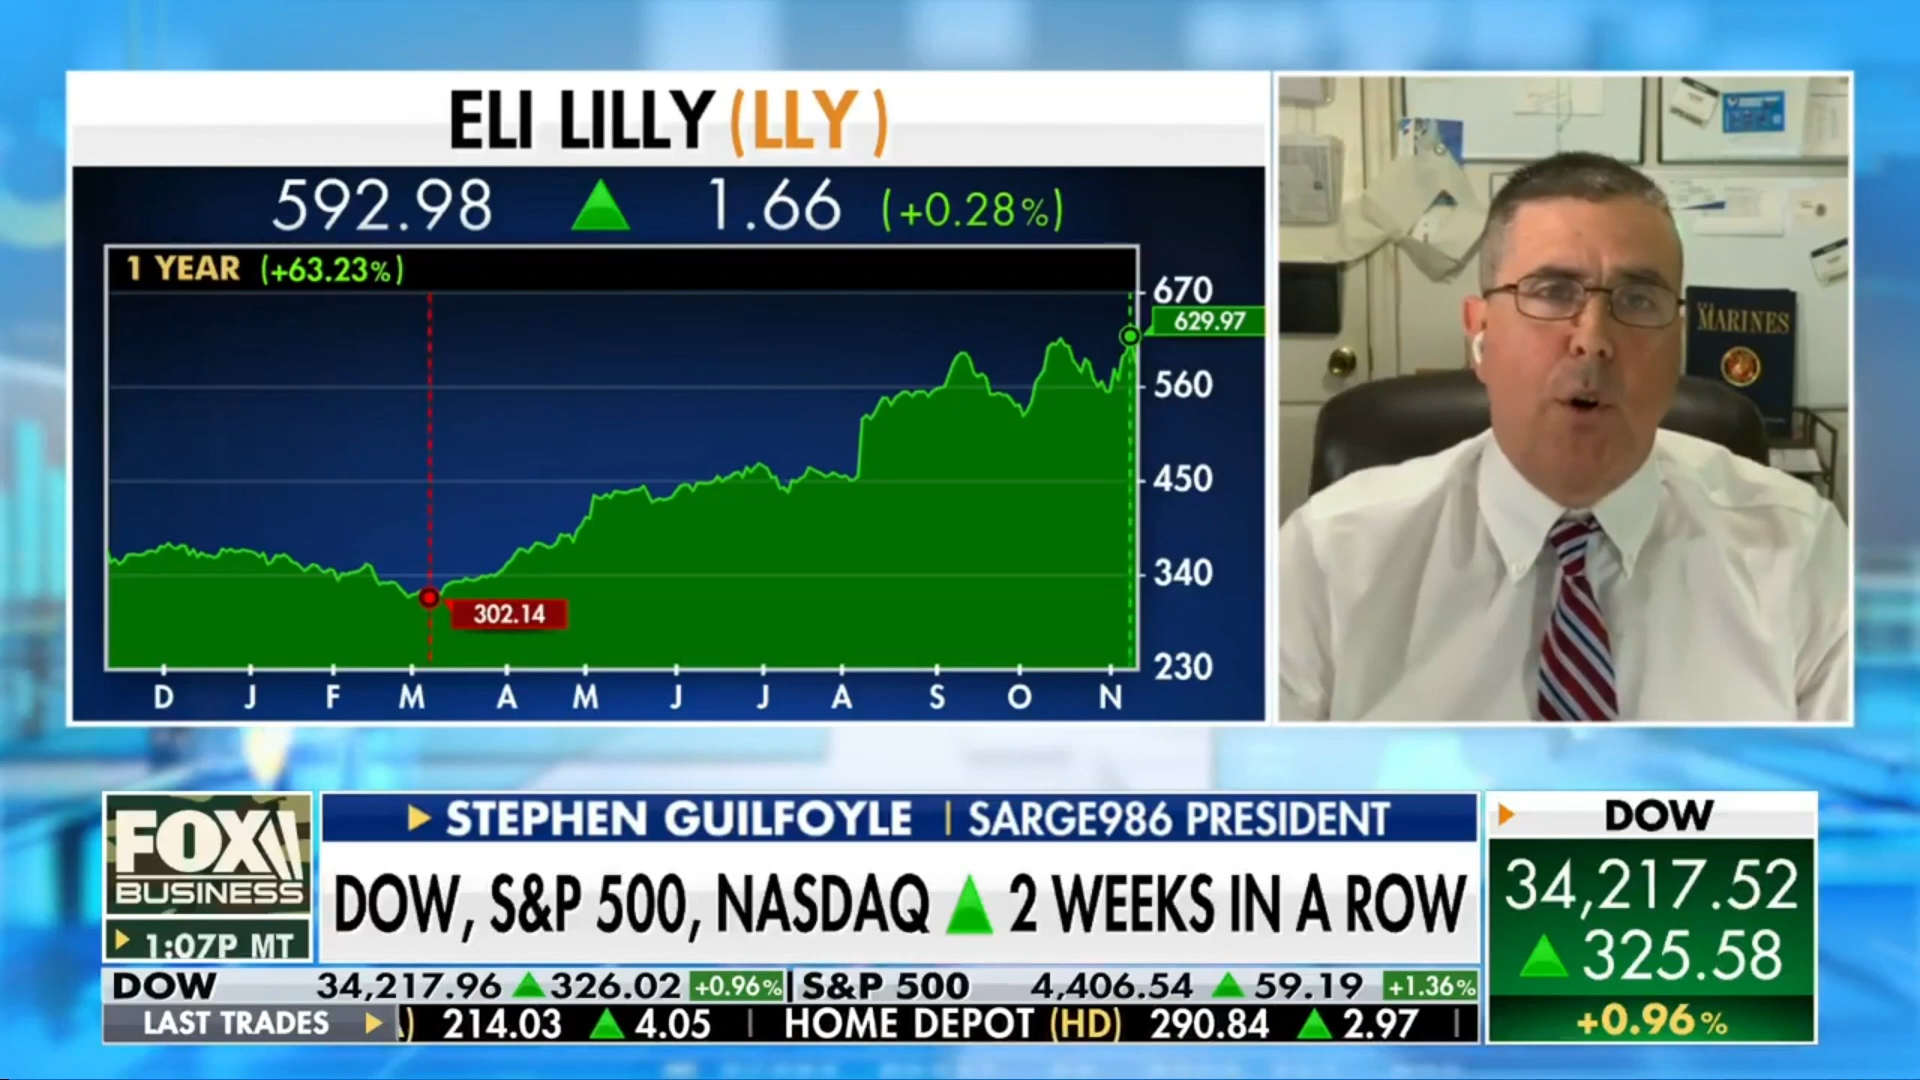 ELI LILLY (LLY )
592.98 ▲ 1.66 (+0.28%)
1 YEAR (+63.23%)
670
629.97
560
450
340
302.14
230
D J F M A M J J A S O N
MARINES
FOX
BUSINESS
1:07P MT
STEPHEN GUILFOYLE | SARGE986 PRESIDENT
DOW, S&P 500, NASDAQ ▲ 2 WEEKS IN A ROW
DOW
34,217.52
▲ 325.58
+0.96%
DOW 34,217.96 ▲ 326.02 +0.96% | S&P 500 4,406.54 ▲ 59.19 +1.36%
LAST TRADES ) 214.03 ▲ 4.05 | HOME DEPOT (HD) 290.84 ▲ 2.97 |